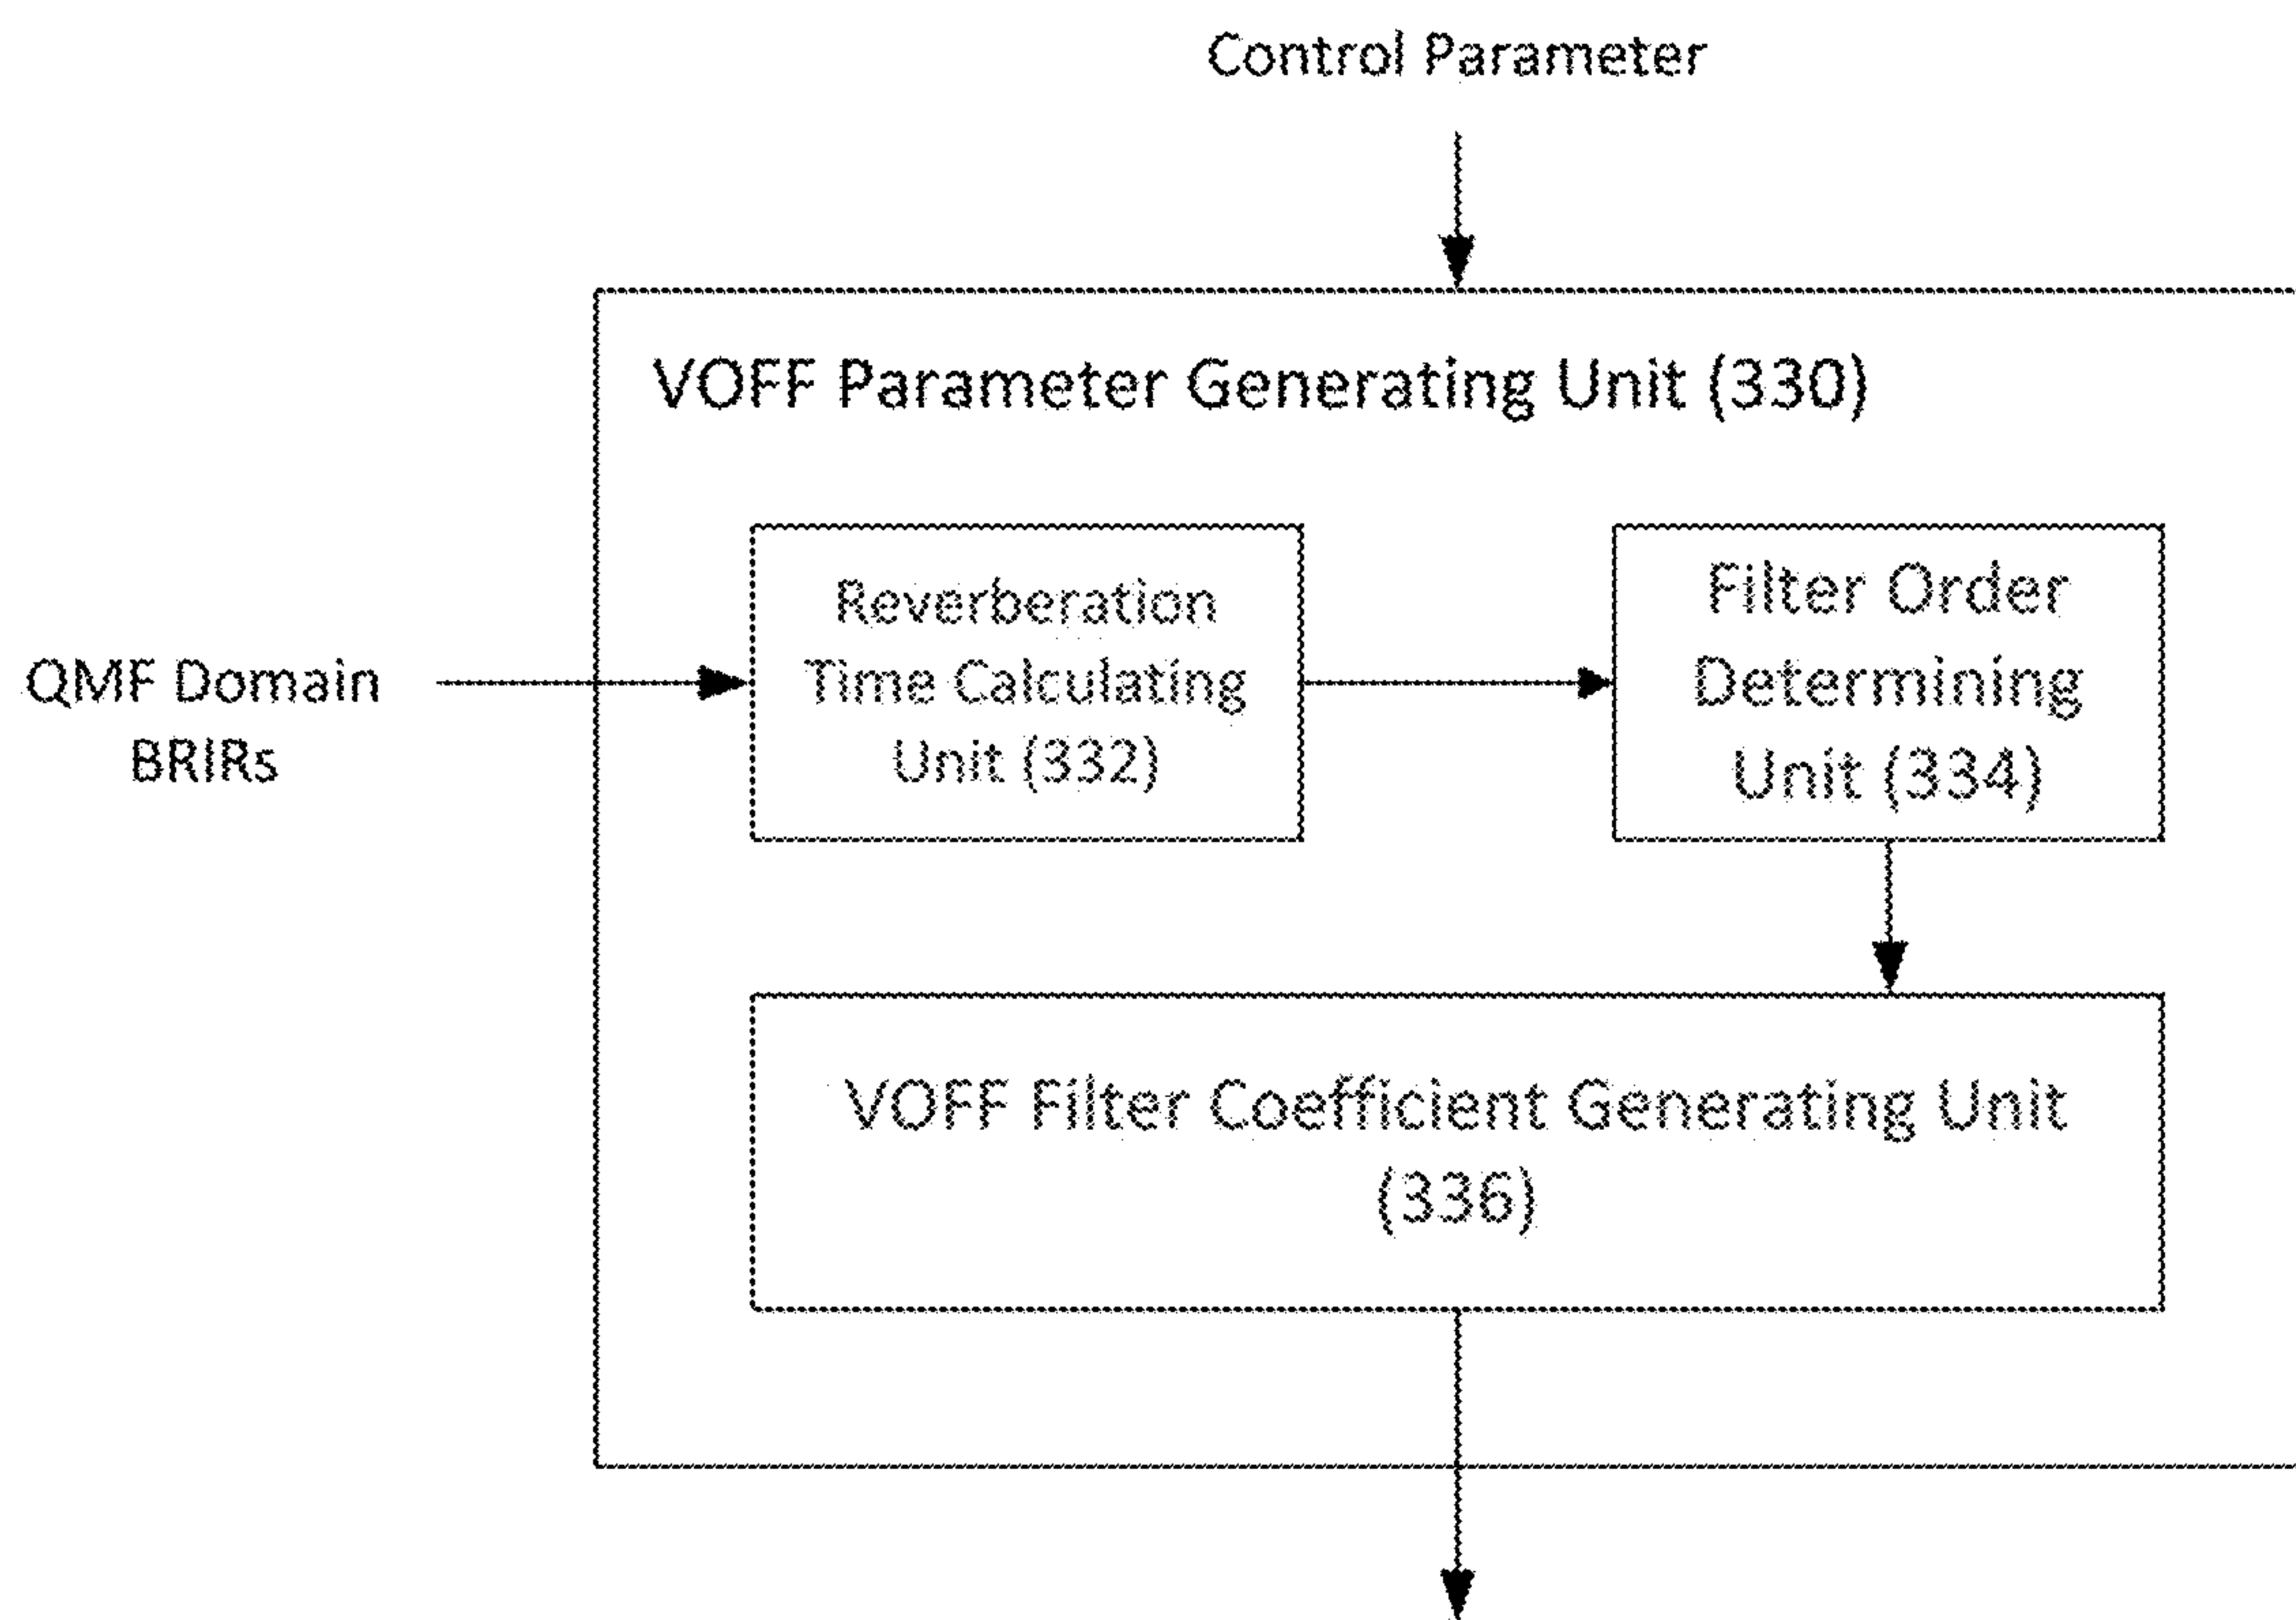 Control Parameter
VOFF Parameter Generating Unit (330)
Reverberation
Time Calculating
Unit (332)
Filter Order
Determining
Unit (334)
QMF Domain
BRIRs
VOFF Filter Coefficient Generating Unit
(336)